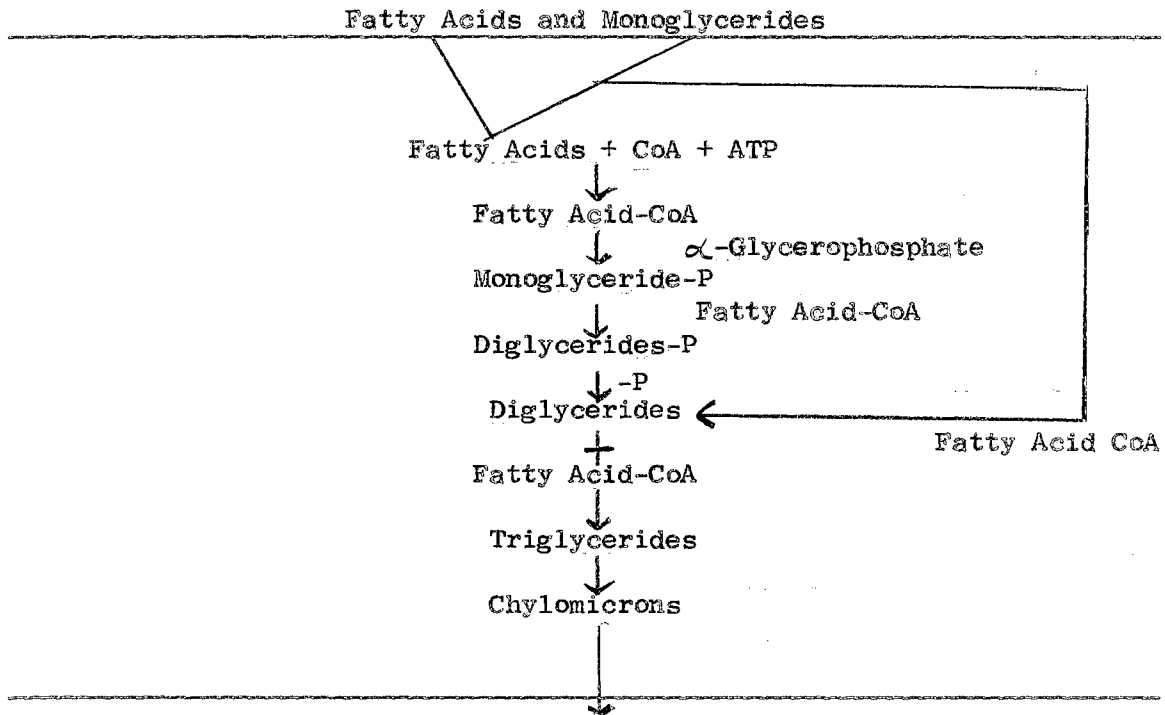 Fatty Acids and Monoglycerides
Fatty Acids + CoA + ATP
Fatty Acid-CoA
α-Glycerophosphate
Monoglyceride-P
Fatty Acid-CoA
Diglycerides-P
-P
Diglycerides
Fatty Acid CoA
+
Fatty Acid-CoA
Triglycerides
Chylomicrons